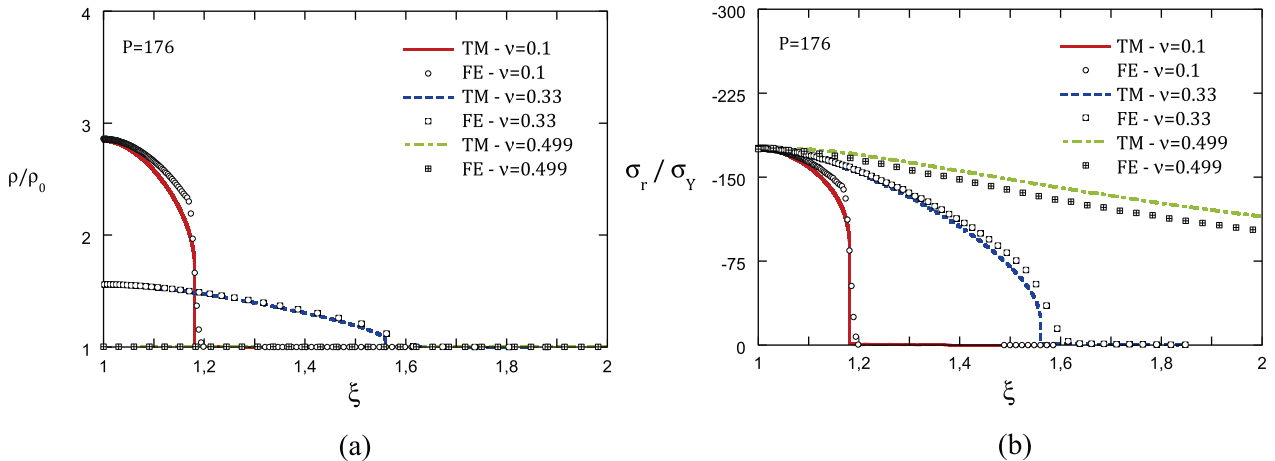 4
3
2
1
ρ/ρ0
P=176
TM - ν=0.1
FE - ν=0.1
TM - ν=0.33
FE - ν=0.33
TM - ν=0.499
FE - ν=0.499
1 1,2 1,4 1,6 1,8 2
ξ
(a)
-300
-225
-150
-75
0
σr / σY
P=176
TM - ν=0.1
FE - ν=0.1
TM - ν=0.33
FE - ν=0.33
TM - ν=0.499
FE - ν=0.499
1 1,2 1,4 1,6 1,8 2
ξ
(b)